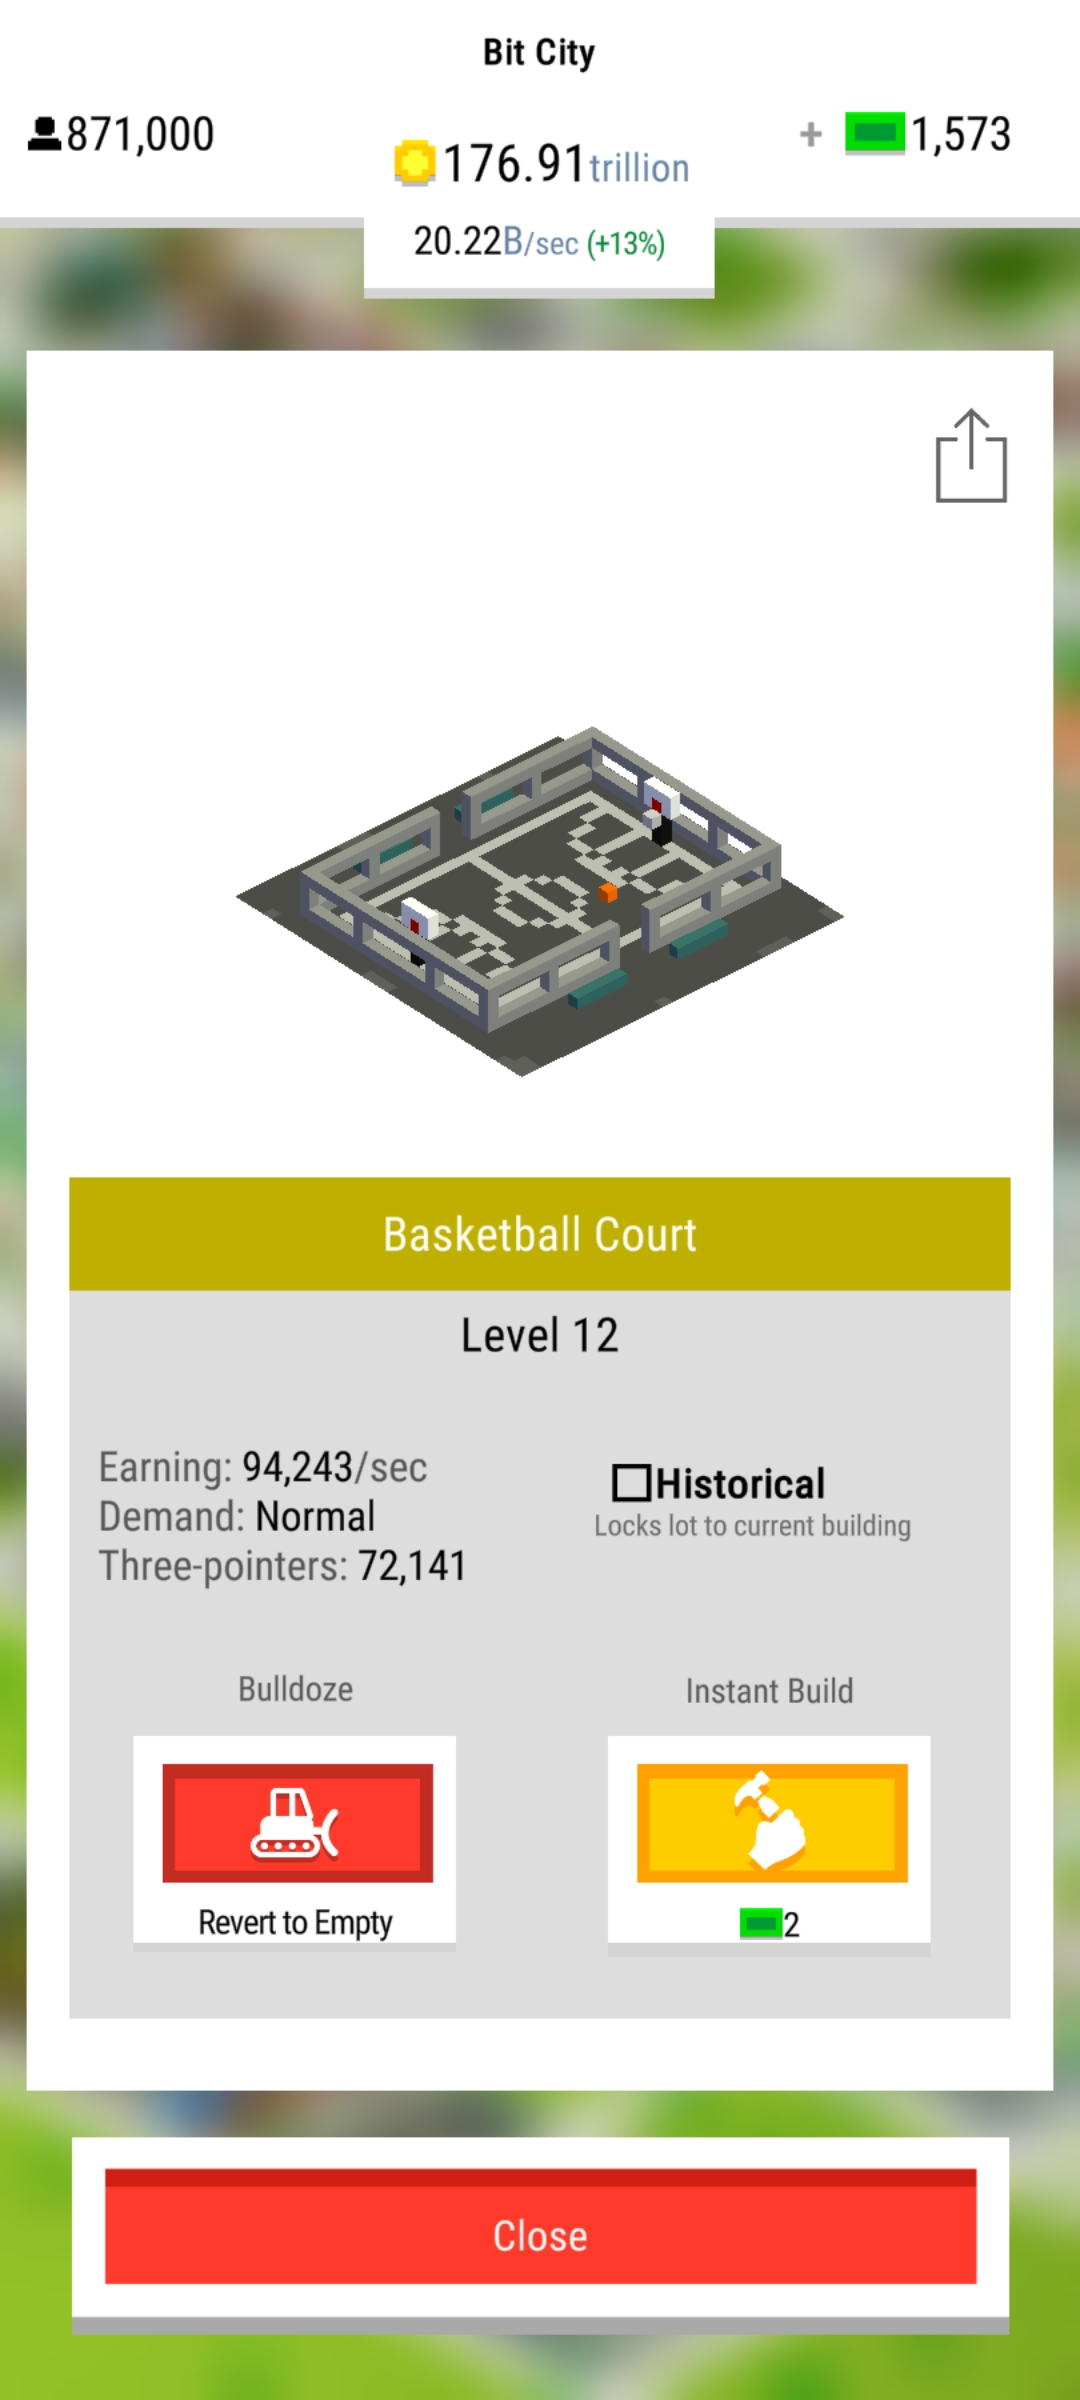 Bit City
871,000
176.91trillion
+ 1,573
20.22B/sec (+13%)
Basketball Court
Level 12
Earning: 94,243/sec
Demand: Normal
Three-pointers: 72,141
Historical
Locks lot to current building
Bulldoze
Instant Build
Revert to Empty
2
Close